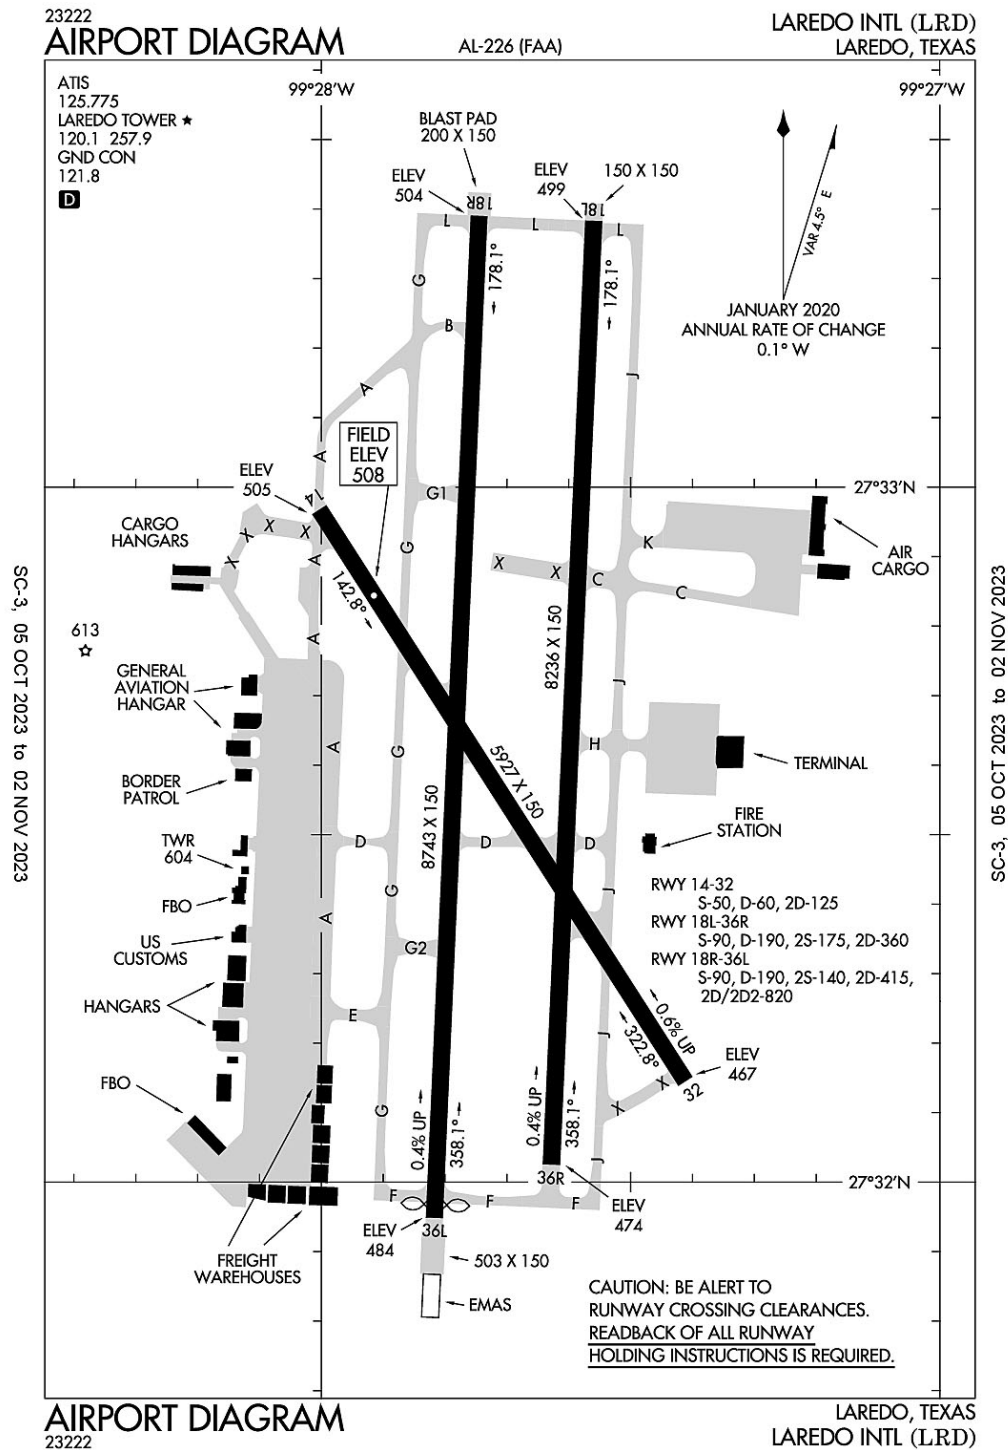 23222
AIRPORT DIAGRAM
AL-226 (FAA)
LAREDO INTL (LRD)
LAREDO, TEXAS
ATIS
125.775
LAREDO TOWER ★
120.1 257.9
GND CON
121.8
D
99°28'W
99°27'W
BLAST PAD
200 X 150
ELEV
504
ELEV
499
150 X 150
18R
18L
L
L
L
178.1°
178.1°
VAR 4.5° E
JANUARY 2020
ANNUAL RATE OF CHANGE
0.1° W
G
B
A
J
A
FIELD
ELEV
508
ELEV
505
14
G1
27°33'N
CARGO
HANGARS
X
X
X
X
A
G
X
X
C
C
K
AIR
CARGO
142.8°
613
A
8236 X 150
J
GENERAL
AVIATION
HANGAR
A
G
H
5927 X 150
TERMINAL
BORDER
PATROL
8743 X 150
FIRE
STATION
TWR
604
D
D
D
FBO
G
J
RWY 14-32
S-50, D-60, 2D-125
RWY 18L-36R
S-90, D-190, 2S-175, 2D-360
RWY 18R-36L
S-90, D-190, 2S-140, 2D-415,
2D/2D2-820
US
CUSTOMS
A
G2
HANGARS
E
J
0.6% UP
322.8°
ELEV
467
32
FBO
G
0.4% UP
358.1°
0.4% UP
358.1°
X
X
J
36R
27°32'N
F
F
F
ELEV
474
ELEV
484
36L
FREIGHT
WAREHOUSES
503 X 150
EMAS
CAUTION: BE ALERT TO
RUNWAY CROSSING CLEARANCES.
READBACK OF ALL RUNWAY
HOLDING INSTRUCTIONS IS REQUIRED.
SC-3, 05 OCT 2023 to 02 NOV 2023
SC-3, 05 OCT 2023 to 02 NOV 2023
AIRPORT DIAGRAM
23222
LAREDO, TEXAS
LAREDO INTL (LRD)